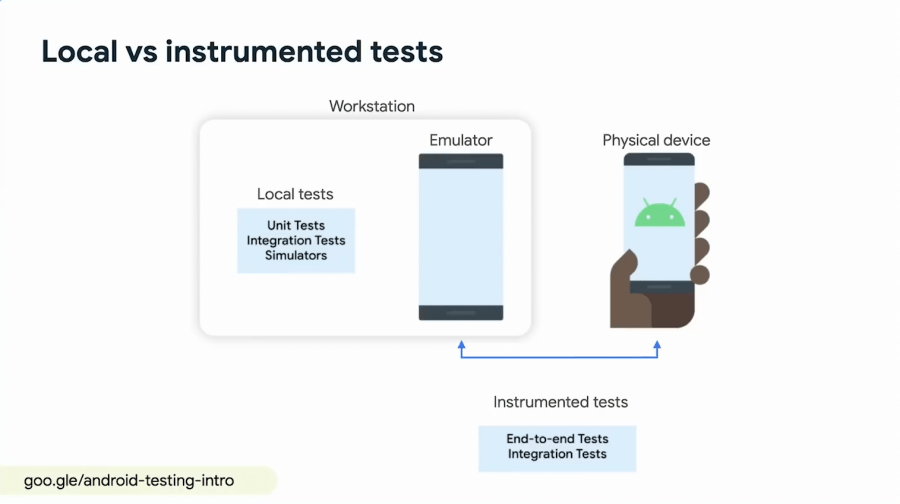 Local vs instrumented tests
Workstation
Emulator
Physical device
Local tests
Unit Tests
Integration Tests
Simulators
Instrumented tests
End-to-end Tests
Integration Tests
goo.gle/android-testing-intro